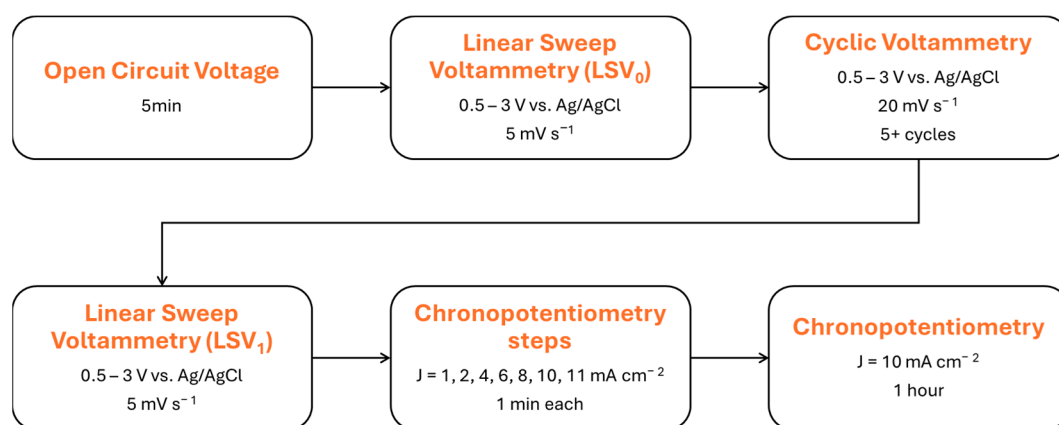 Open Circuit Voltage
5min
Linear Sweep
Voltammetry (LSV₀)
0.5 – 3 V vs. Ag/AgCl
5 mV s⁻¹
Cyclic Voltammetry
0.5 – 3 V vs. Ag/AgCl
20 mV s⁻¹
5+ cycles
Linear Sweep
Voltammetry (LSV₁)
0.5 – 3 V vs. Ag/AgCl
5 mV s⁻¹
Chronopotentiometry
steps
J = 1, 2, 4, 6, 8, 10, 11 mA cm⁻²
1 min each
Chronopotentiometry
J = 10 mA cm⁻²
1 hour